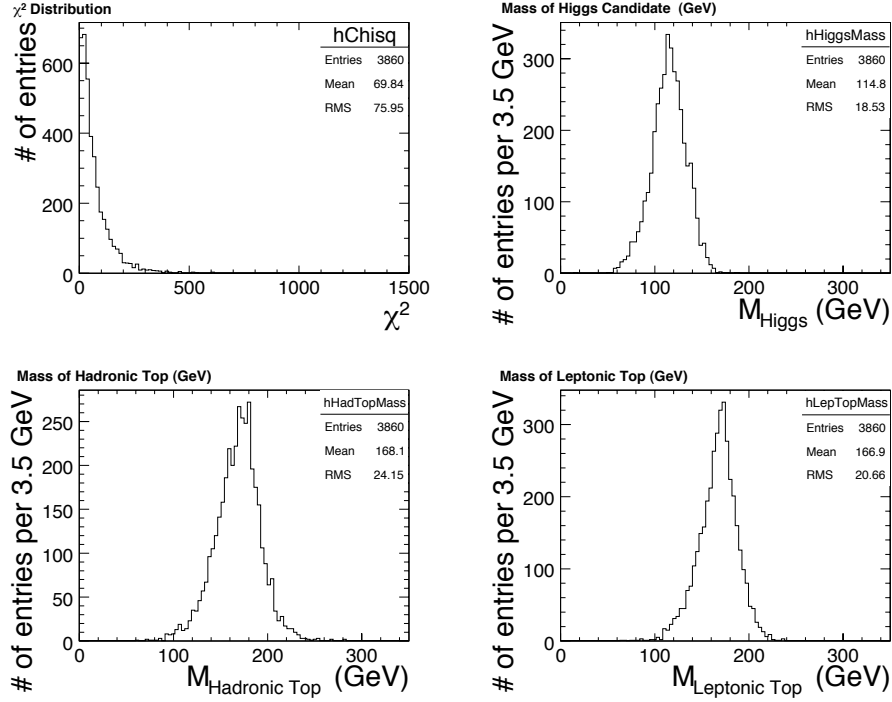 χ² Distribution
# of entries
hChisq
Entries 3860
Mean 69.84
RMS 75.95
600
400
200
0
0 500 1000 1500
χ²
Mass of Higgs Candidate (GeV)
# of entries per 3.5 GeV
hHiggsMass
Entries 3860
Mean 114.8
RMS 18.53
300
200
100
0
0 100 200 300
M Higgs (GeV)
Mass of Hadronic Top (GeV)
# of entries per 3.5 GeV
hHadTopMass
Entries 3860
Mean 168.1
RMS 24.15
250
200
150
100
50
0
0 100 200 300
M Hadronic Top (GeV)
Mass of Leptonic Top (GeV)
# of entries per 3.5 GeV
hLepTopMass
Entries 3860
Mean 166.9
RMS 20.66
300
200
100
0
0 100 200 300
M Leptonic Top (GeV)